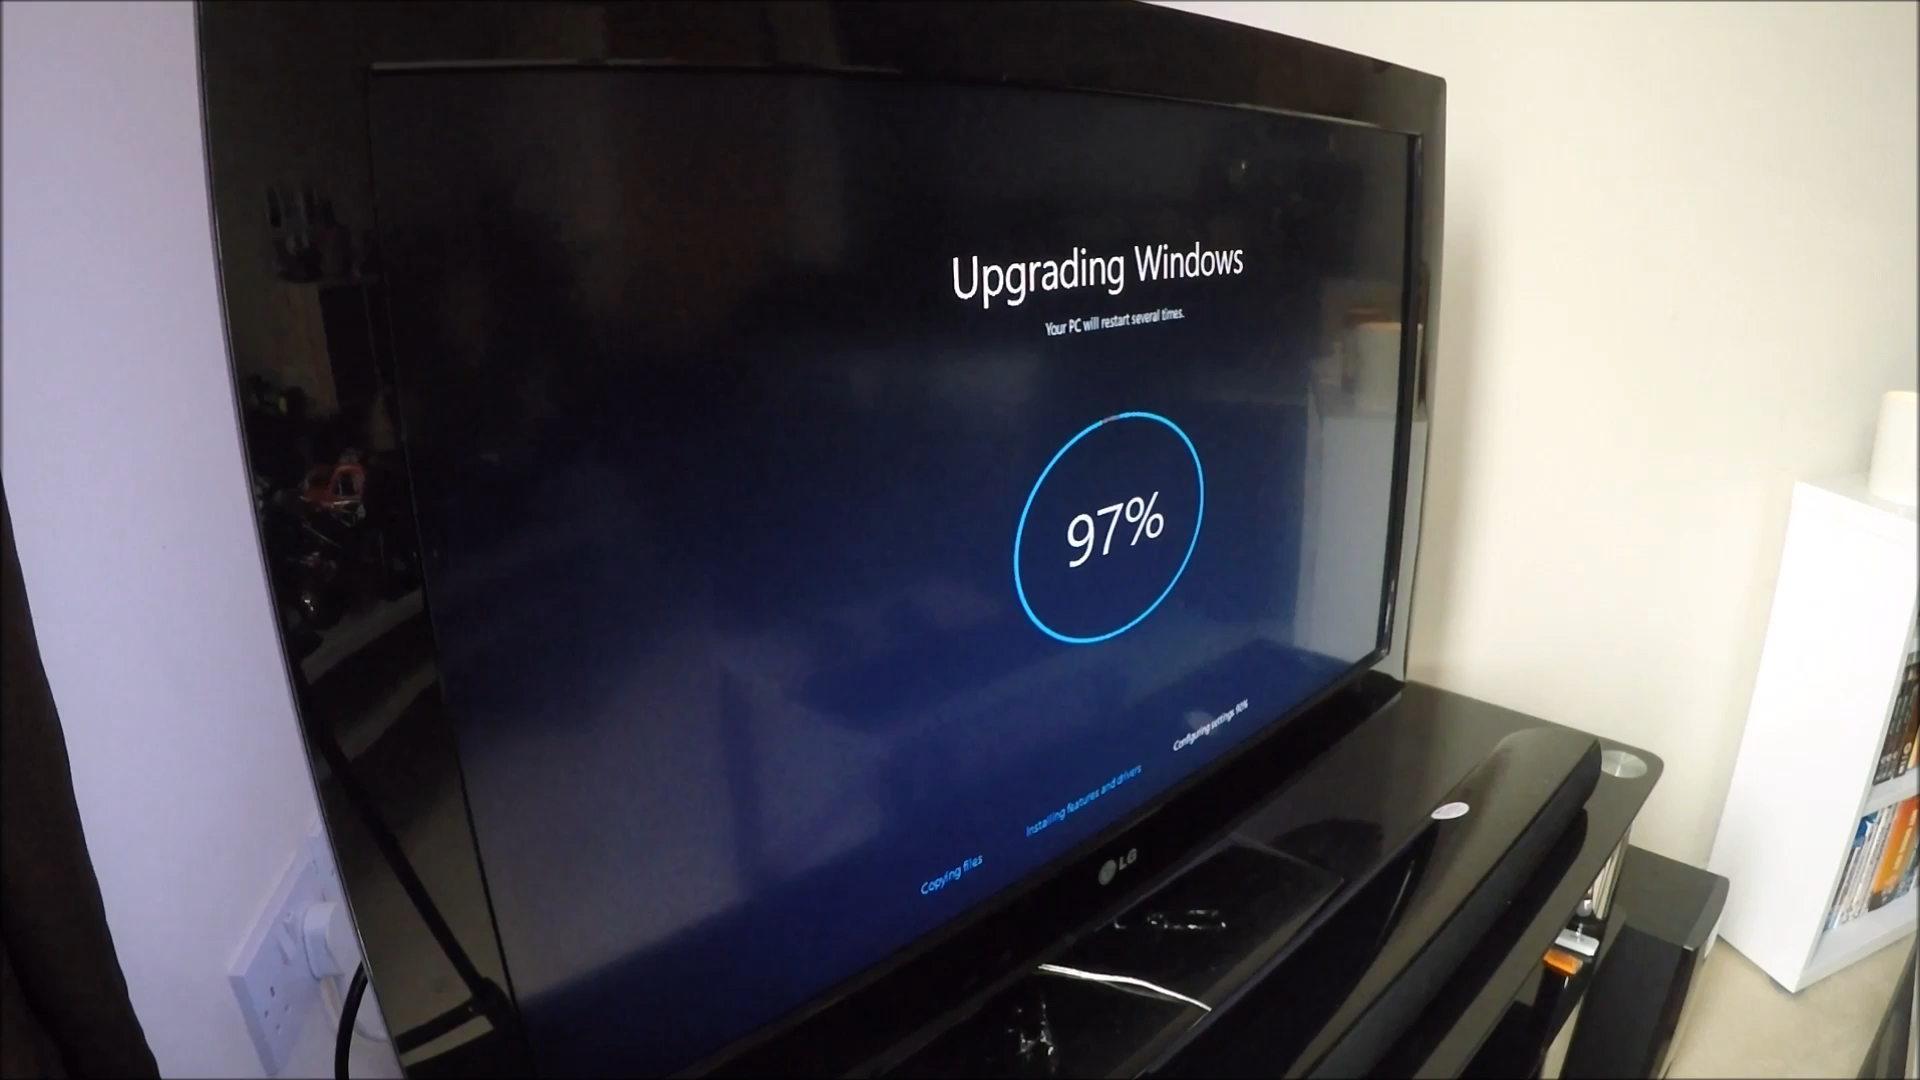 Upgrading Windows
Your PC will restart several times.
97%
Copying files
Installing features and drivers
Configuring settings 90%
LG